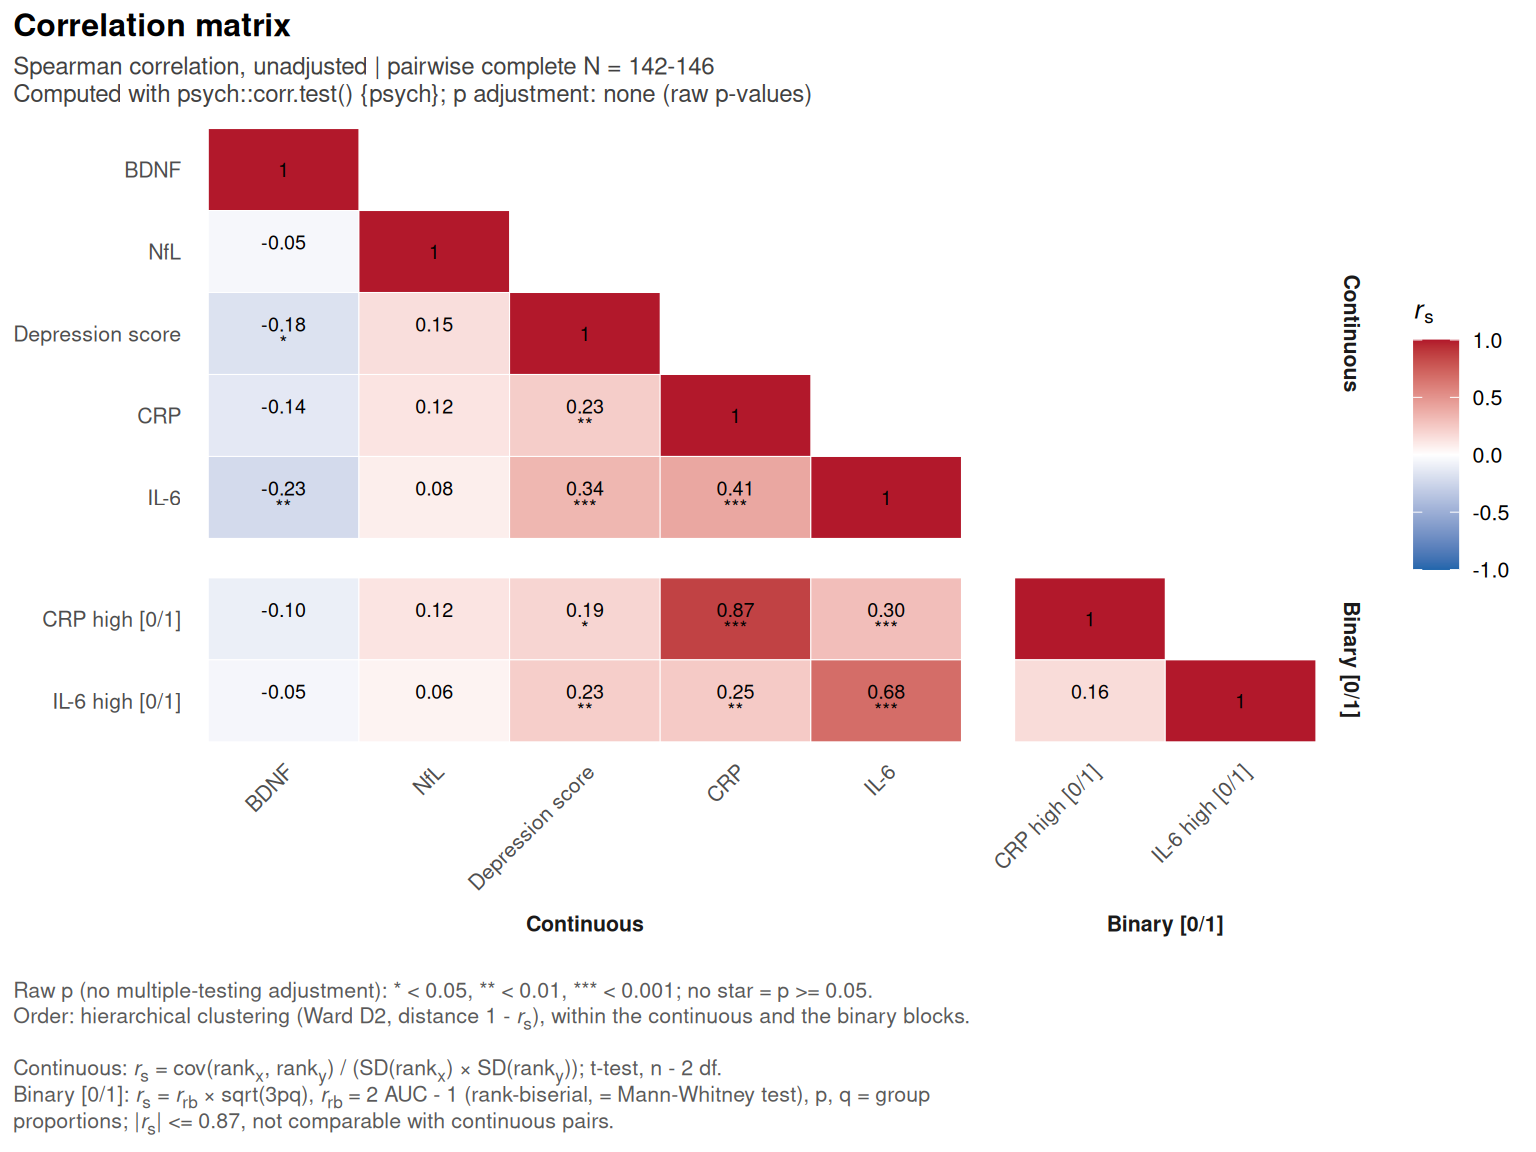 Correlation matrix
Spearman correlation, unadjusted | pairwise complete N = 142-146
Computed with psych::corr.test() {psych}; p adjustment: none (raw p-values)
BDNF 1
NfL -0.05 1
Depression score -0.18 * 0.15 1
CRP -0.14 0.12 0.23 ** 1
IL-6 -0.23 ** 0.08 0.34 *** 0.41 *** 1
CRP high [0/1] -0.10 0.12 0.19 * 0.87 *** 0.30 *** 1
IL-6 high [0/1] -0.05 0.06 0.23 ** 0.25 ** 0.68 *** 0.16 1
BDNF NfL Depression score CRP IL-6 CRP high [0/1] IL-6 high [0/1]
Continuous Binary [0/1]
Continuous
Binary [0/1]
rs
1.0
0.5
0.0
-0.5
-1.0
Raw p (no multiple-testing adjustment): * < 0.05, ** < 0.01, *** < 0.001; no star = p >= 0.05.
Order: hierarchical clustering (Ward D2, distance 1 - rs), within the continuous and the binary blocks.
Continuous: rs = cov(rankx, ranky) / (SD(rankx) × SD(ranky)); t-test, n - 2 df.
Binary [0/1]: rs = rrb × sqrt(3pq), rrb = 2 AUC - 1 (rank-biserial, = Mann-Whitney test), p, q = group
proportions; |rs| <= 0.87, not comparable with continuous pairs.